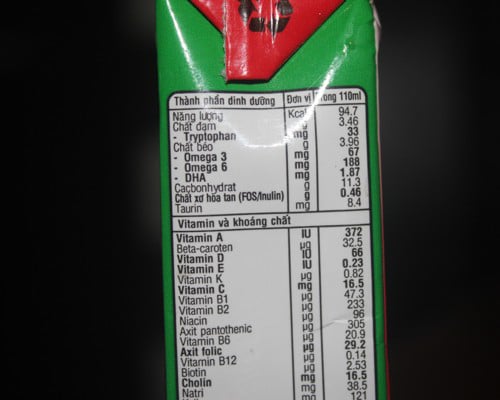 Thành phần dinh dưỡng Đơn vị Trong 110ml
Năng lượng Kcal 94.7
Chất đạm g 3.46
- Tryptophan mg 33
Chất béo g 3.96
- Omega 3 mg 67
- Omega 6 mg 188
- DHA mg 1.87
Cacbonhydrat g 11.3
Chất xơ hòa tan (FOS/Inulin) g 0.46
Taurin mg 8.4
Vitamin và khoáng chất
Vitamin A IU 372
Beta-caroten µg 32.5
Vitamin D IU 66
Vitamin E IU 0.23
Vitamin K µg 0.82
Vitamin C mg 16.5
Vitamin B1 µg 47.3
Vitamin B2 µg 233
Niacin µg 96
Axit pantothenic µg 305
Vitamin B6 µg 20.9
Axit folic µg 29.2
Vitamin B12 µg 0.14
Biotin µg 2.53
Cholin mg 16.5
Natri mg 38.5
121